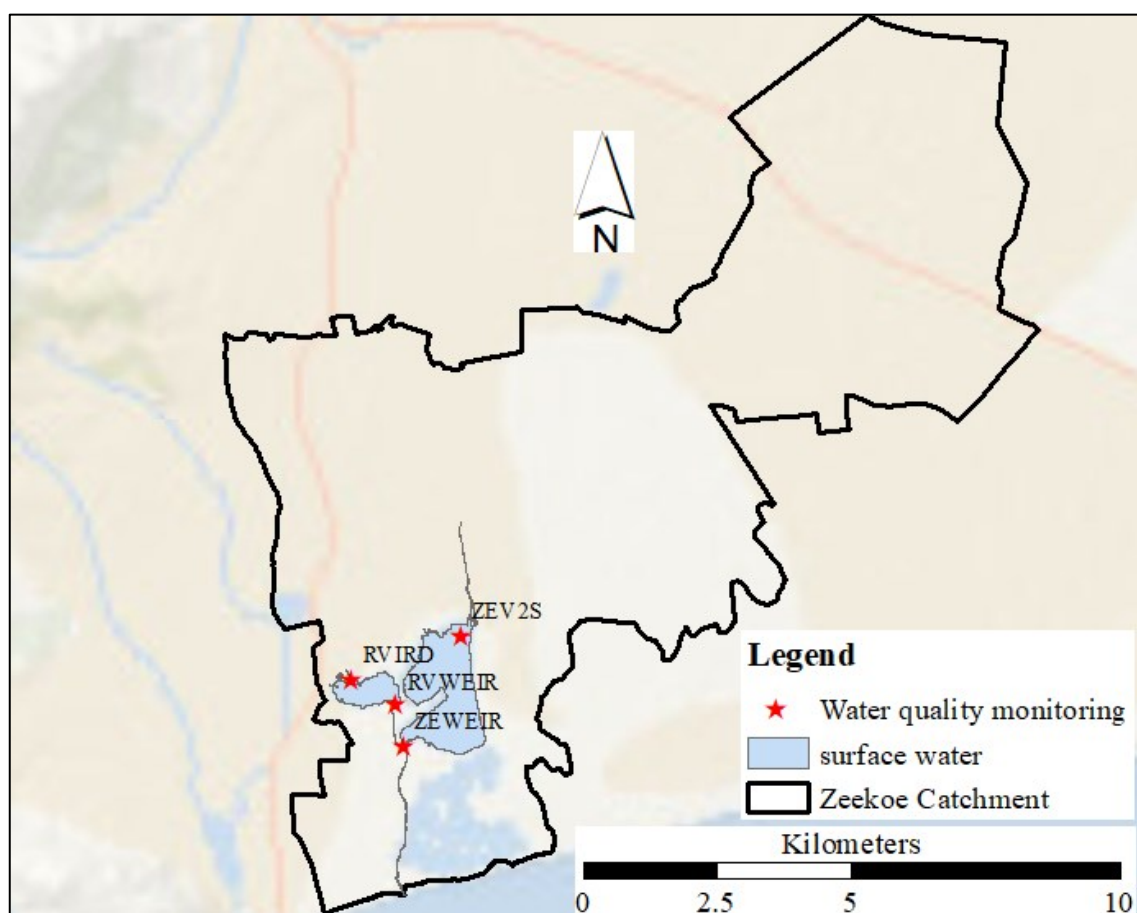 N
ZEV2S
RVIRD
RVWEIR
ZEWEIR
Legend
Water quality monitoring
surface water
Zeekoe Catchment
Kilometers
0 2.5 5 10